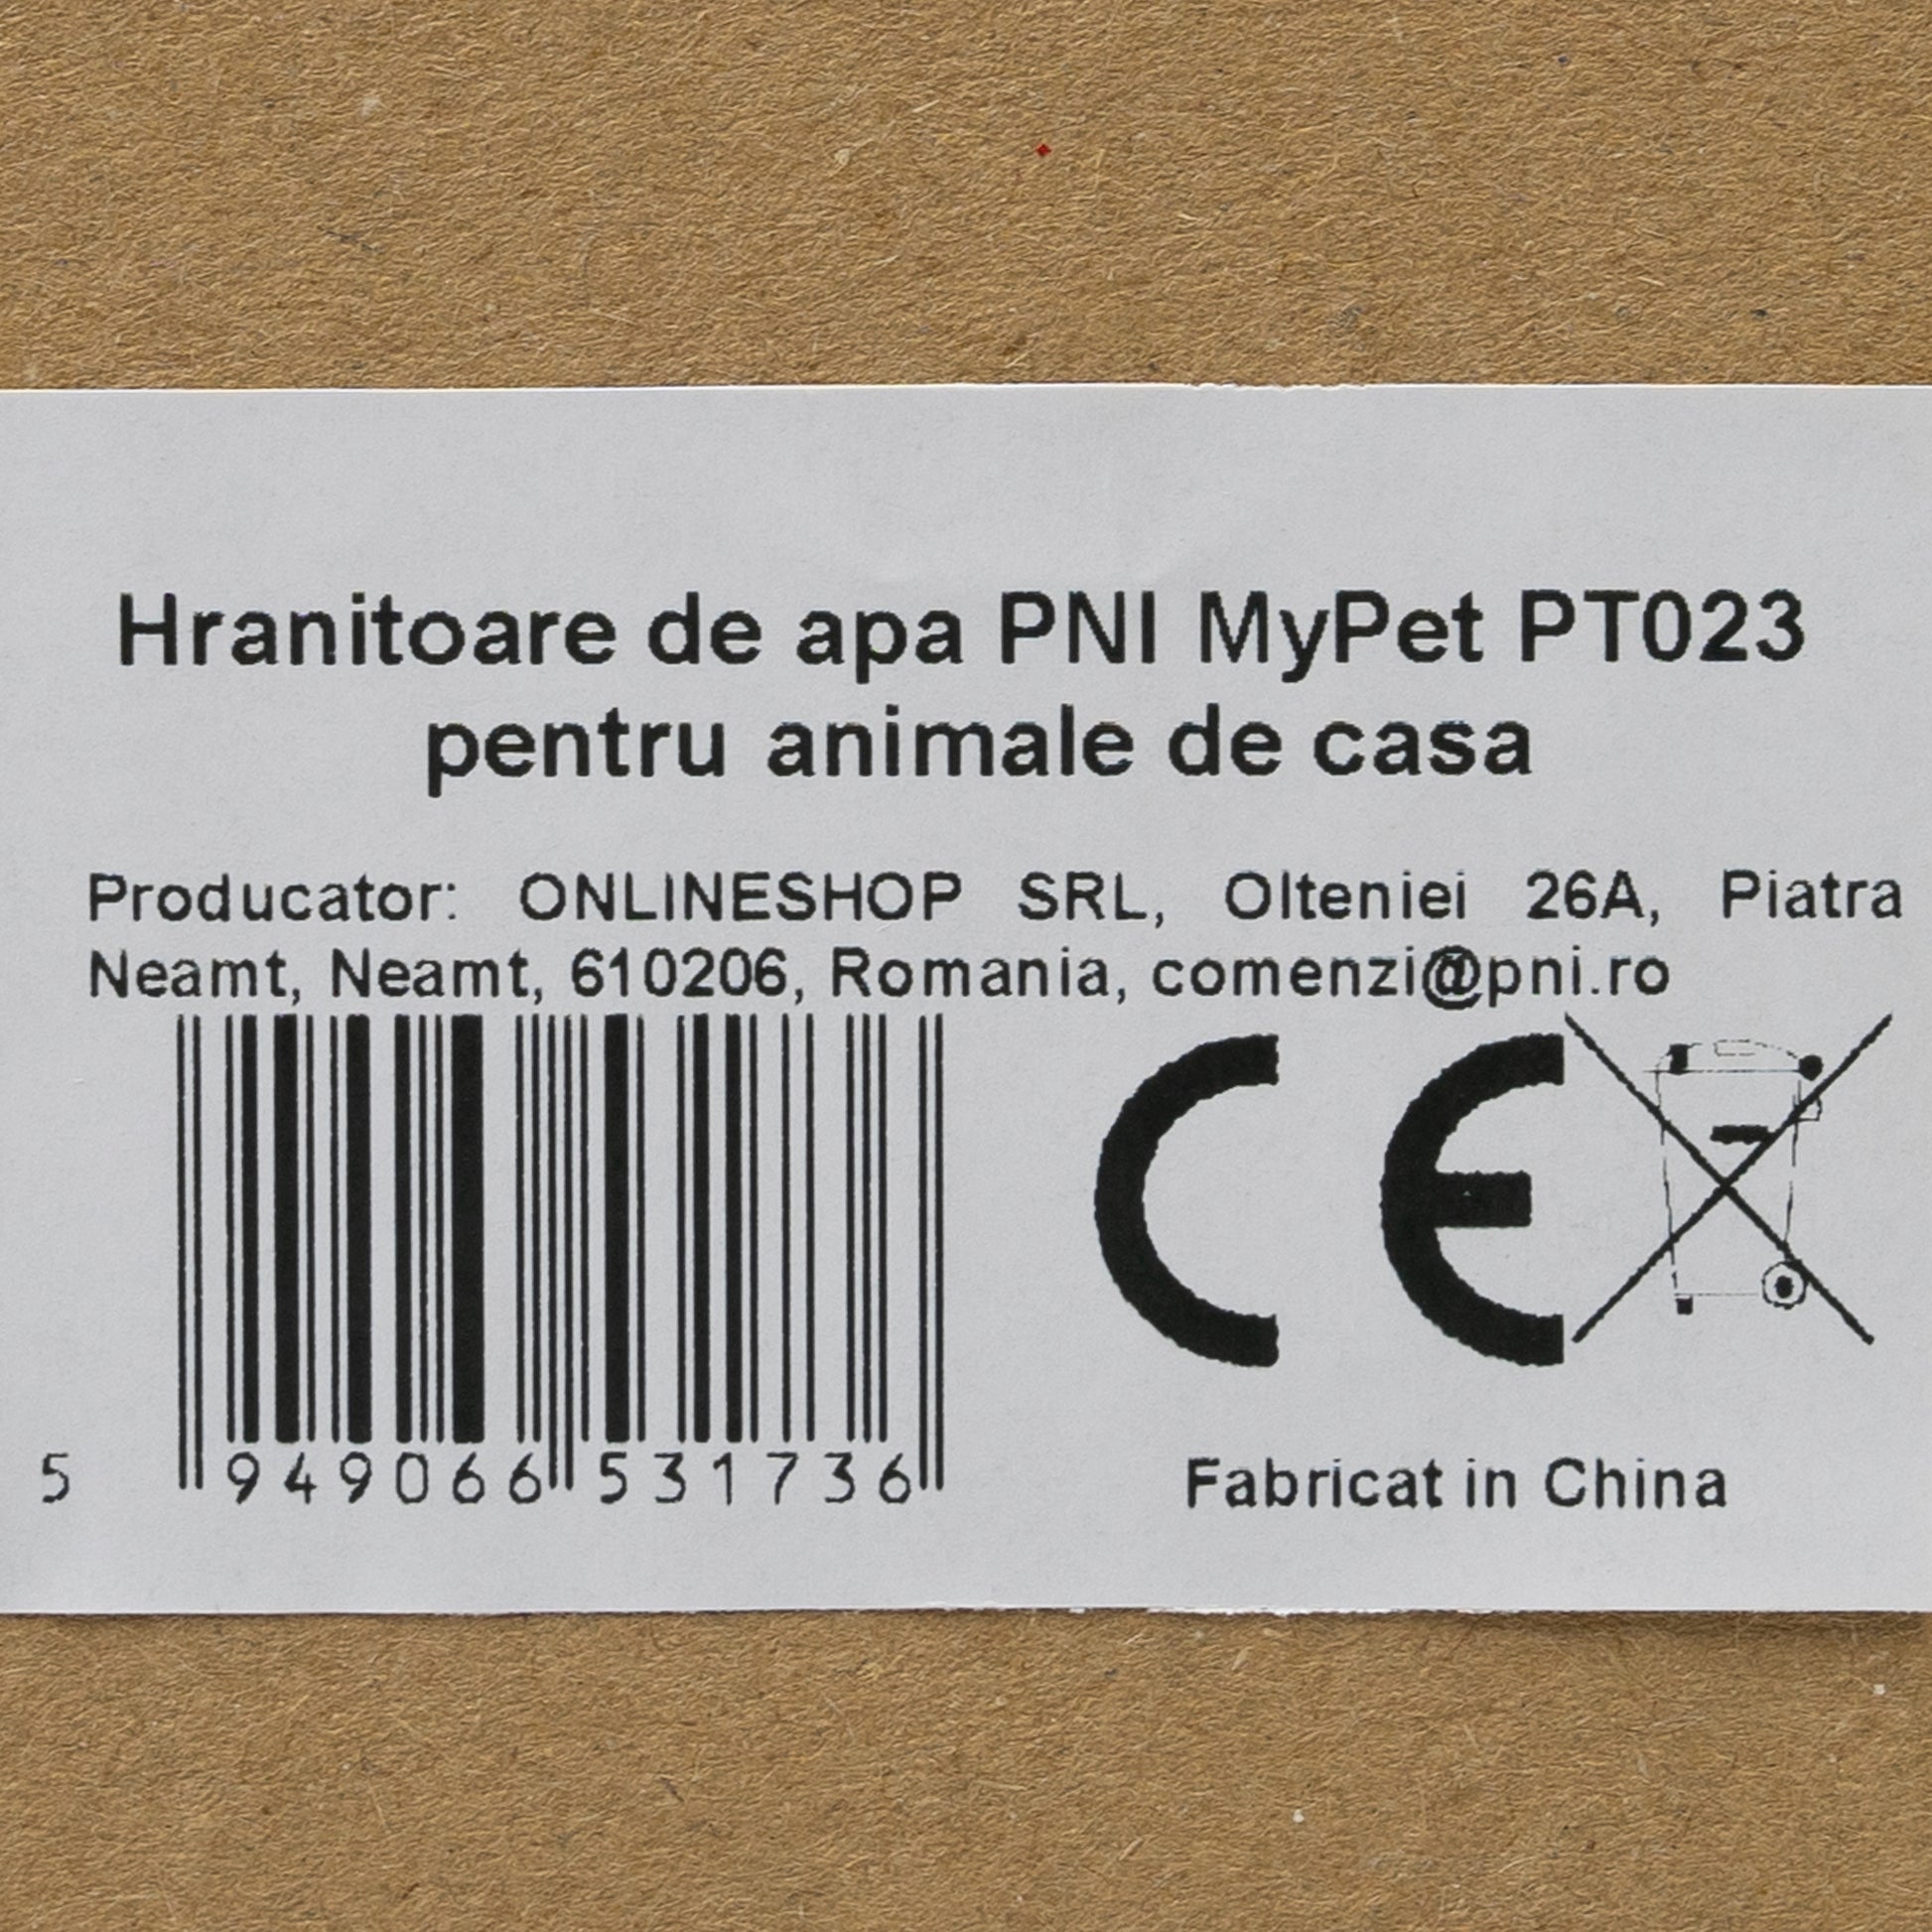 Hranitoare de apa PNI MyPet PT023
pentru animale de casa
Producator: ONLINESHOP SRL, Olteniei 26A, Piatra
Neamt, Neamt, 610206, Romania, comenzi@pni.ro
CE
5 949066 531736
Fabricat in China